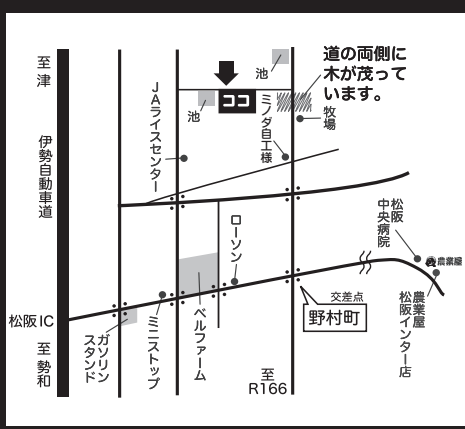 至津
伊勢自動車道
松阪IC
至勢和
JAライスセンター
池
ココ
池
ミノダ自工様
道の両側に
木が茂って
います。
牧場
松阪
中央病院
農業屋
農業屋
松阪インター店
ローソン
ベルファーム
ミニストップ
ガソリン
スタンド
交差点
野村町
至
R166